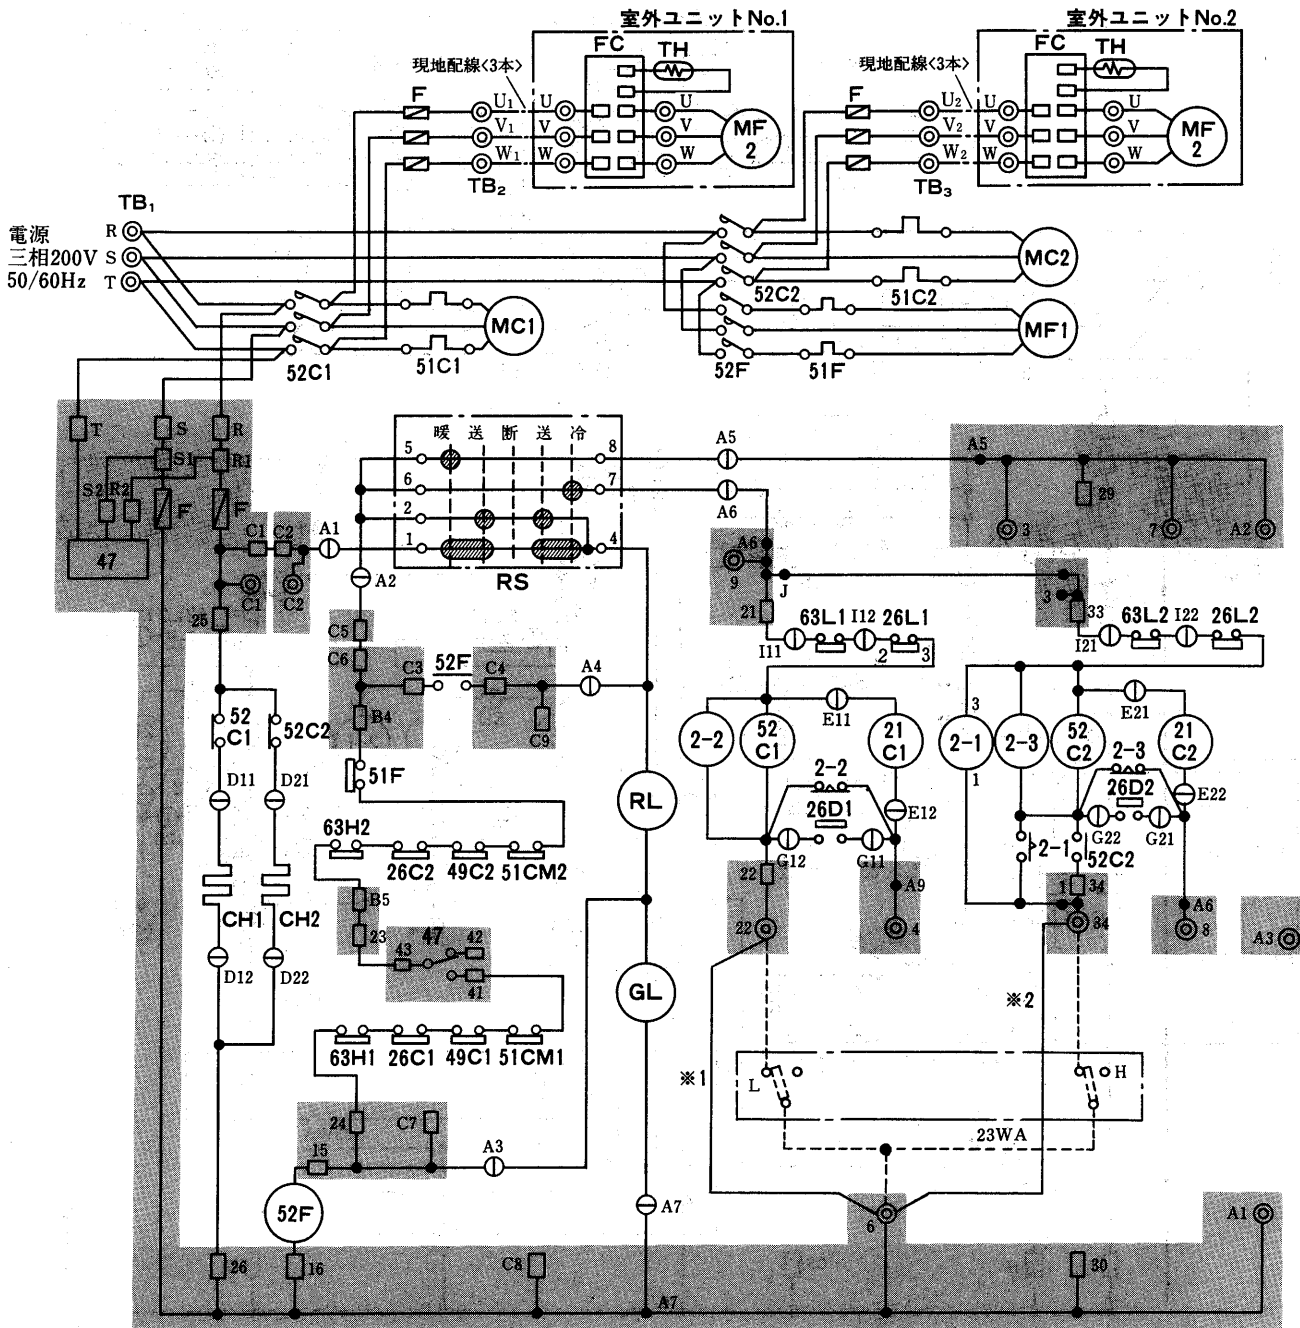 室外ユニットNo.1
室外ユニットNo.2
FC TH
FC TH
現地配線<3本>
現地配線<3本>
F U₁ U U
V₁ V V
W₁ W W
MF
2
F U₂ U U
V₂ V V
W₂ W W
MF
2
TB₂
TB₃
TB₁
電源
三相200V
50/60Hz
R
S
T
MC2
52C2
51C2
MC1
52C1
51C1
MF1
52F
51F
T
S
R
S1
R1
S2
R2
F
F
47
C1
C2
A1
C1
C2
25
暖 送 断 送 冷
5 8
6 7
2
1 4
RS
A2
A5
A6
A5
29
3
7
A2
A6
9
J
21
3
33
63L1
I12
26L1
I11
2
3
63L2
I22
26L2
I21
C5
C6
C3
52F
C4
A4
B4
C9
51F
52
C1
52C2
D11
D21
CH1
CH2
D12
D22
63H2
26C2
49C2
51CM2
B5
23
43
47
42
41
63H1
26C1
49C1
51CM1
24
C7
15
A3
52F
RL
GL
A7
2-2
52
C1
E11
21
C1
2-2
26D1
E12
G12
G11
22
22
A9
4
3
2-1
1
2-3
52
C2
E21
21
C2
2-3
26D2
E22
G22
G21
2-1
52C2
1
34
34
A6
8
A3
※1
※2
L
H
23WA
6
A1
26
16
C8
A7
30